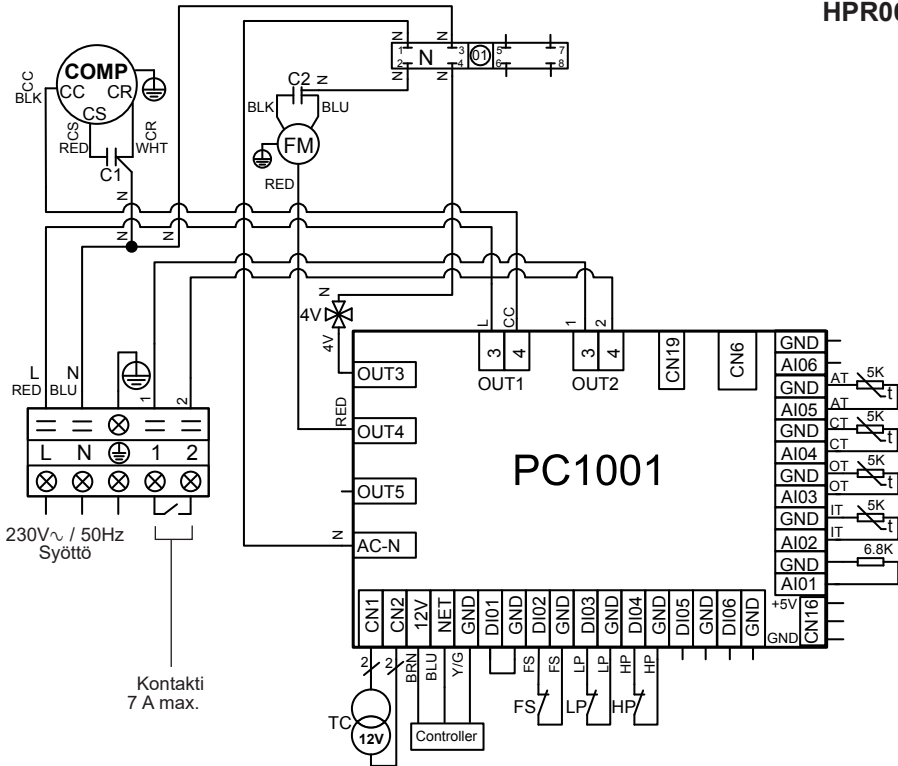 HPR06
N N
1 3 01 5 7
N
2 4 6 8
N N
COMP
CC CR
CS
CC
BLK
CS
RED
CR
WHT
C1
N
N
N
C2 N
BLK BLU
FM
RED
N
4V
4V
L CC 1 2
3 4 3 4 CN19 CN6
OUT1 OUT2
OUT3
RED
OUT4
OUT5
N
AC-N
PC1001
GND
AI06
GND
AI05
GND
AI04
GND
AI03
GND
AI02
GND
AI01
CN16
+5V
GND
AT 5K
t
AT
CT 5K
t
CT
OT 5K
t
OT
IT 5K
t
IT
6.8K
L N
RED BLU
1 2
L N 1 2
230V∿ / 50Hz
Syöttö
Kontakti
7 A max.
CN1 CN2 12V NET GND DI01 GND DI02 GND DI03 GND DI04 GND DI05 GND DI06 GND
2 2 BRN BLU Y/G FS FS LP LP HP HP
TC
12V
Controller
FS LP HP